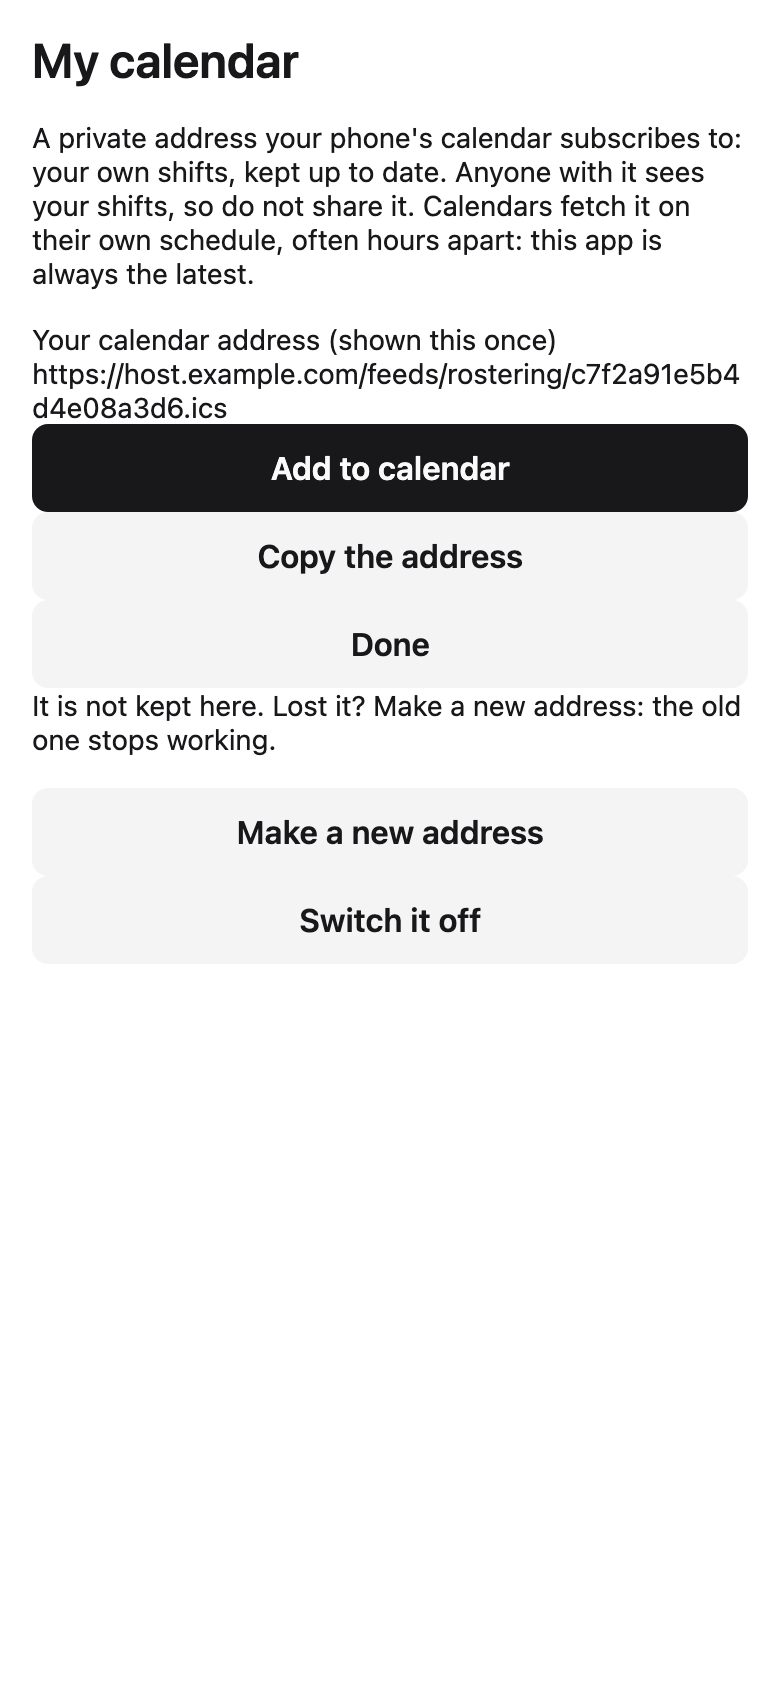 My calendar
A private address your phone's calendar subscribes to:
your own shifts, kept up to date. Anyone with it sees
your shifts, so do not share it. Calendars fetch it on
their own schedule, often hours apart: this app is
always the latest.
Your calendar address (shown this once)
https://host.example.com/feeds/rostering/c7f2a91e5b4
d4e08a3d6.ics
Add to calendar
Copy the address
Done
It is not kept here. Lost it? Make a new address: the old
one stops working.
Make a new address
Switch it off